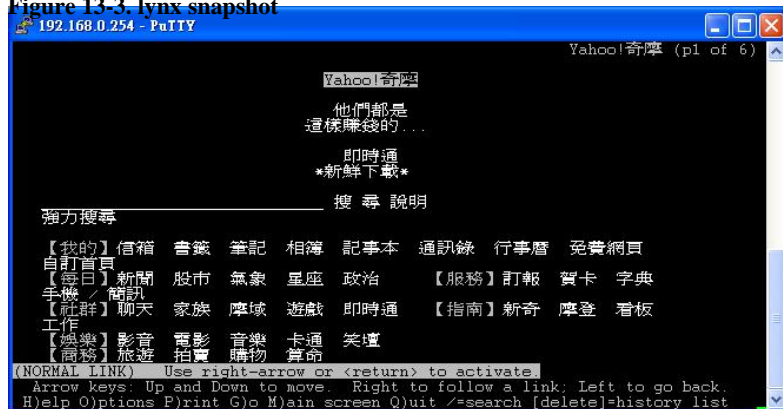 Figure 13-3. lynx snapshot
192.168.0.254 - PuTTY
Yahoo!奇摩 (p1 of 6)
Yahoo!奇摩
他們都是
這樣賺錢的...
即時通
*新鮮下載*
搜 尋 說明
強力搜尋
【我的】信箱 書籤 筆記 相簿 記事本 通訊錄 行事曆 免費網頁
自訂首頁
【每日】新聞 股市 氣象 星座 政治 【服務】訂報 賀卡 字典
手機 / 簡訊
【社群】聊天 家族 摩域 遊戲 即時通 【指南】新奇 摩登 看板
工作
【娛樂】影音 電影 音樂 卡通 笑壇
【商務】旅遊 拍賣 購物 算命
(NORMAL LINK) Use right-arrow or <return> to activate.
Arrow keys: Up and Down to move. Right to follow a link; Left to go back.
H)elp O)ptions P)rint G)o M)ain screen Q)uit /=search [delete]=history list